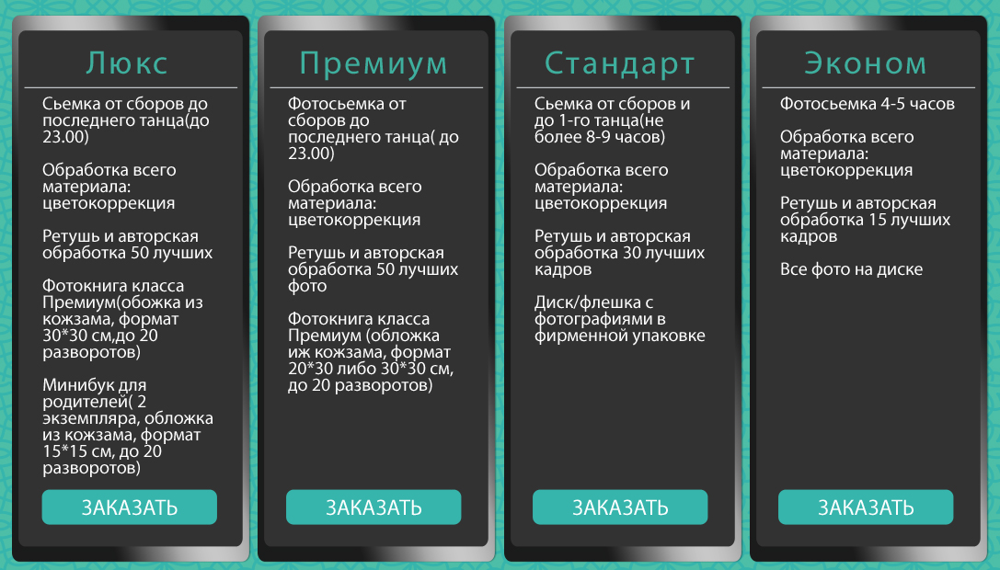 Люкс
Сьемка от сборов до
последнего танца(до
23.00)
Обработка всего
материала:
цветокоррекция
Ретушь и авторская
обработка 50 лучших
Фотокнига класса
Премиум(обожка из
кожзама, формат
30*30 см,до 20
разворотов)
Минибук для
родителей( 2
экземпляра, обложка
из кожзама, формат
15*15 см, до 20
разворотов)
ЗАКАЗАТЬ
Премиум
Фотосьемка от
сборов до
последнего танца( до
23.00)
Обработка всего
материала:
цветокоррекция
Ретушь и авторская
обработка 50 лучших
фото
Фотокнига класса
Премиум (обложка
иж кожзама, формат
20*30 либо 30*30 см,
до 20 разворотов)
ЗАКАЗАТЬ
Стандарт
Сьемка от сборов и
до 1-го танца(не
более 8-9 часов)
Обработка всего
материала:
цветокоррекция
Ретушь и авторская
обработка 30 лучших
кадров
Диск/флешка с
фотографиями в
фирменной упаковке
ЗАКАЗАТЬ
Эконом
Фотосьемка 4-5 часов
Обработка всего
материала:
цветокоррекция
Ретушь и авторская
обработка 15 лучших
кадров
Все фото на диске
ЗАКАЗАТЬ